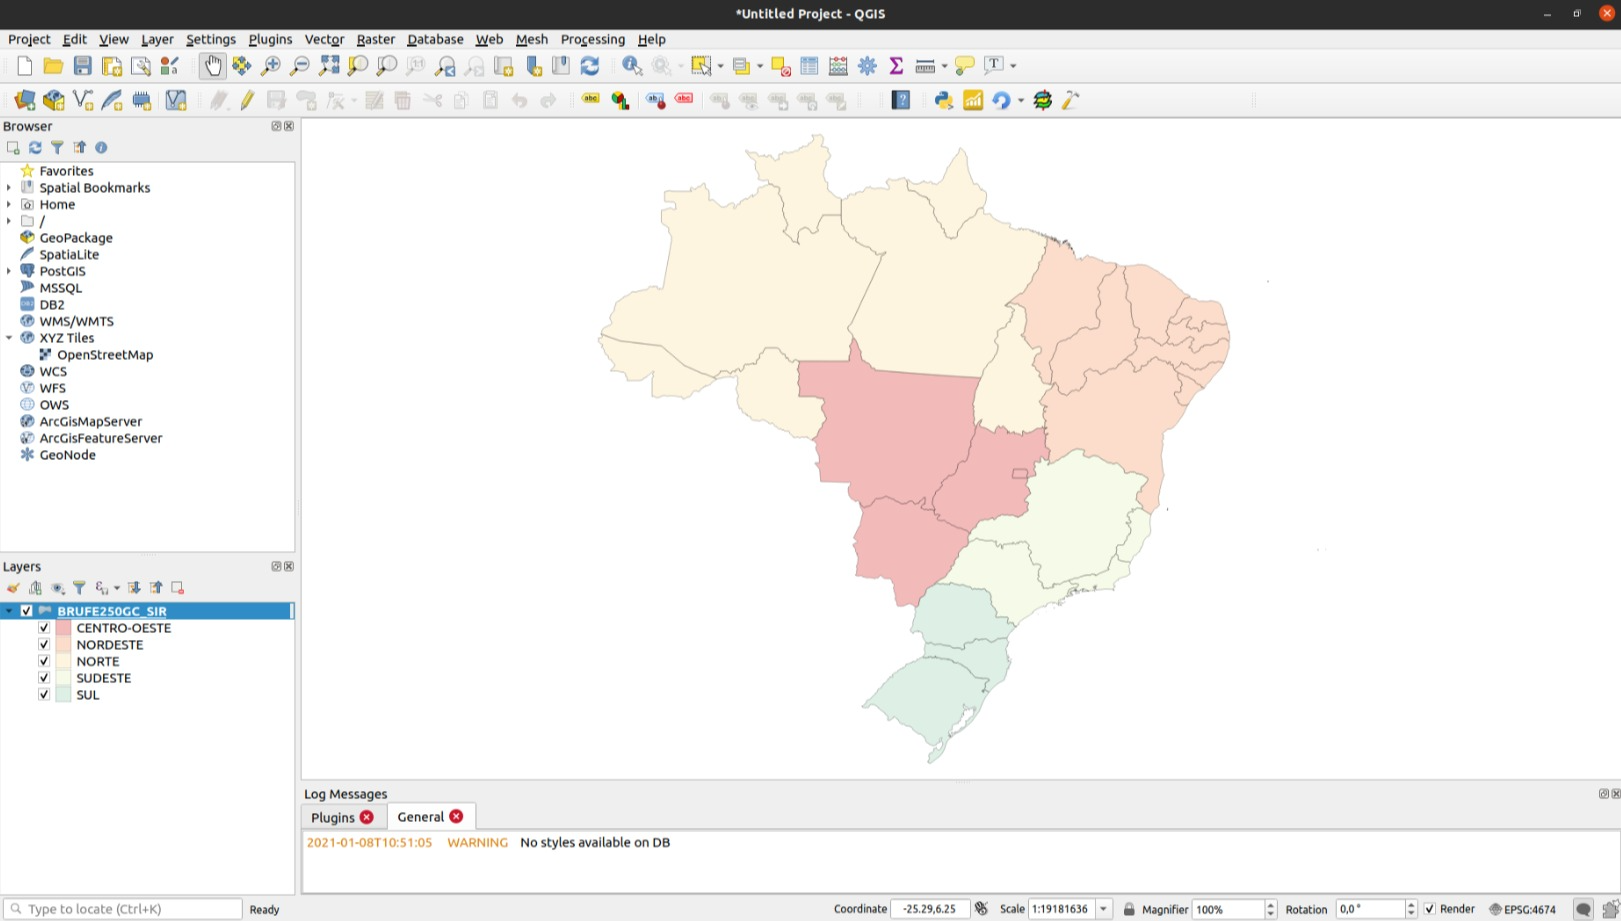 *Untitled Project - QGIS
Project Edit View Layer Settings Plugins Vector Raster Database Web Mesh Processing Help
Browser
Favorites
Spatial Bookmarks
Home
/
GeoPackage
SpatiaLite
PostGIS
MSSQL
DB2
WMS/WMTS
XYZ Tiles
OpenStreetMap
WCS
WFS
OWS
ArcGisMapServer
ArcGisFeatureServer
GeoNode
Layers
BRUFE250GC_SIR
CENTRO-OESTE
NORDESTE
NORTE
SUDESTE
SUL
Log Messages
Plugins General
2021-01-08T10:51:05 WARNING No styles available on DB
Type to locate (Ctrl+K) Ready Coordinate -25.29,6.25 Scale 1:19181636 Magnifier 100% Rotation 0,0° Render EPSG:4674